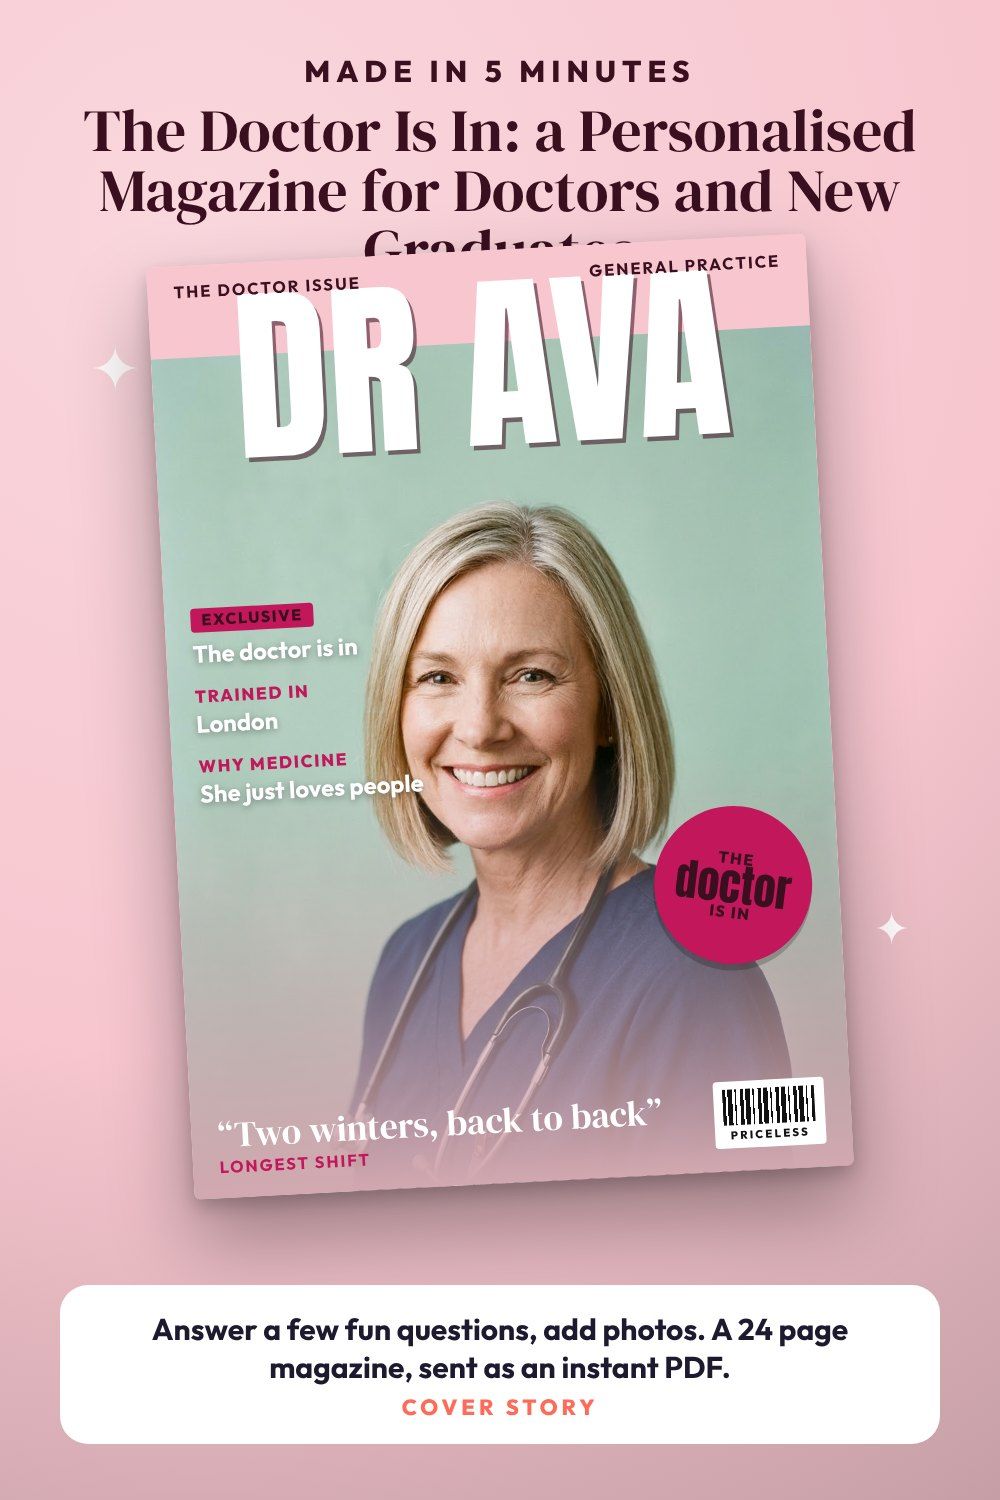 MADE IN 5 MINUTES
The Doctor Is In: a Personalised
Magazine for Doctors and New
THE DOCTOR ISSUE
GENERAL PRACTICE
DR AVA
EXCLUSIVE
The doctor is in
TRAINED IN
London
WHY MEDICINE
She just loves people
THE
doctor
IS IN
“Two winters, back to back”
LONGEST SHIFT
PRICELESS
Answer a few fun questions, add photos. A 24 page
magazine, sent as an instant PDF.
COVER STORY